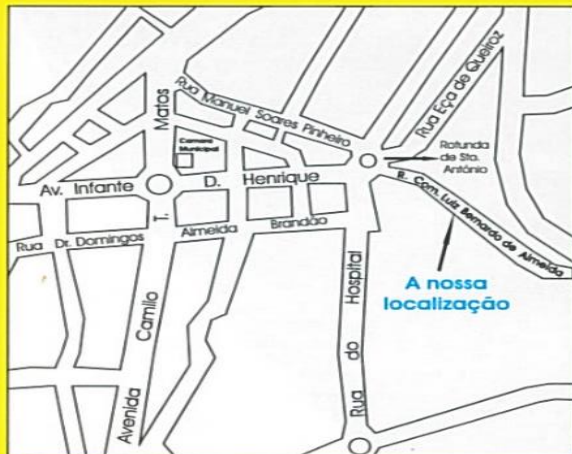 Rua Manuel Soares Pinheiro
Rua Eça de Queiroz
Camara
Municipal
Rotunda
de Sto.
António
Av. Infante D. Henrique
R. Com. Luiz Bernardo de Almeida
Rua Dr. Domingos Almeida Brandão
Avenida Camilo T. Matos
Rua do Hospital
A nossa
localização